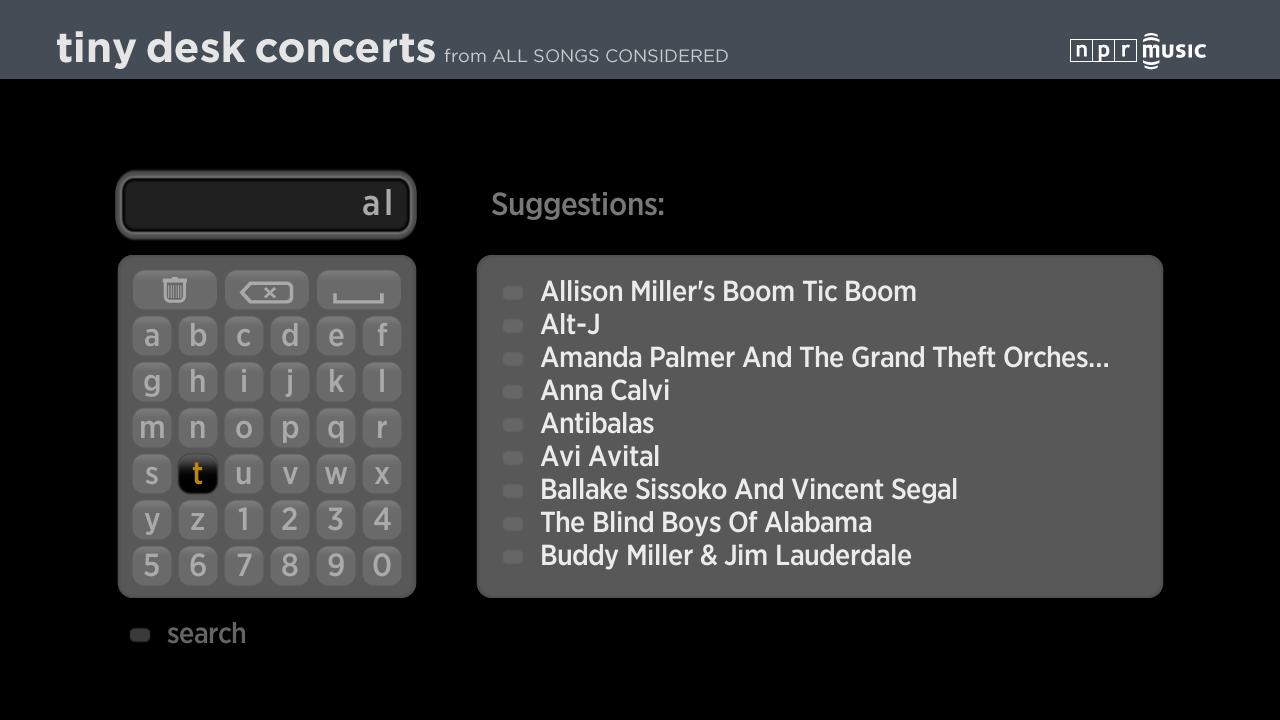 tiny desk concerts from ALL SONGS CONSIDERED
npr music
al
Suggestions:
a b c d e f
g h i j k l
m n o p q r
s t u v w x
y z 1 2 3 4
5 6 7 8 9 0
Allison Miller's Boom Tic Boom
Alt-J
Amanda Palmer And The Grand Theft Orches...
Anna Calvi
Antibalas
Avi Avital
Ballake Sissoko And Vincent Segal
The Blind Boys Of Alabama
Buddy Miller & Jim Lauderdale
search